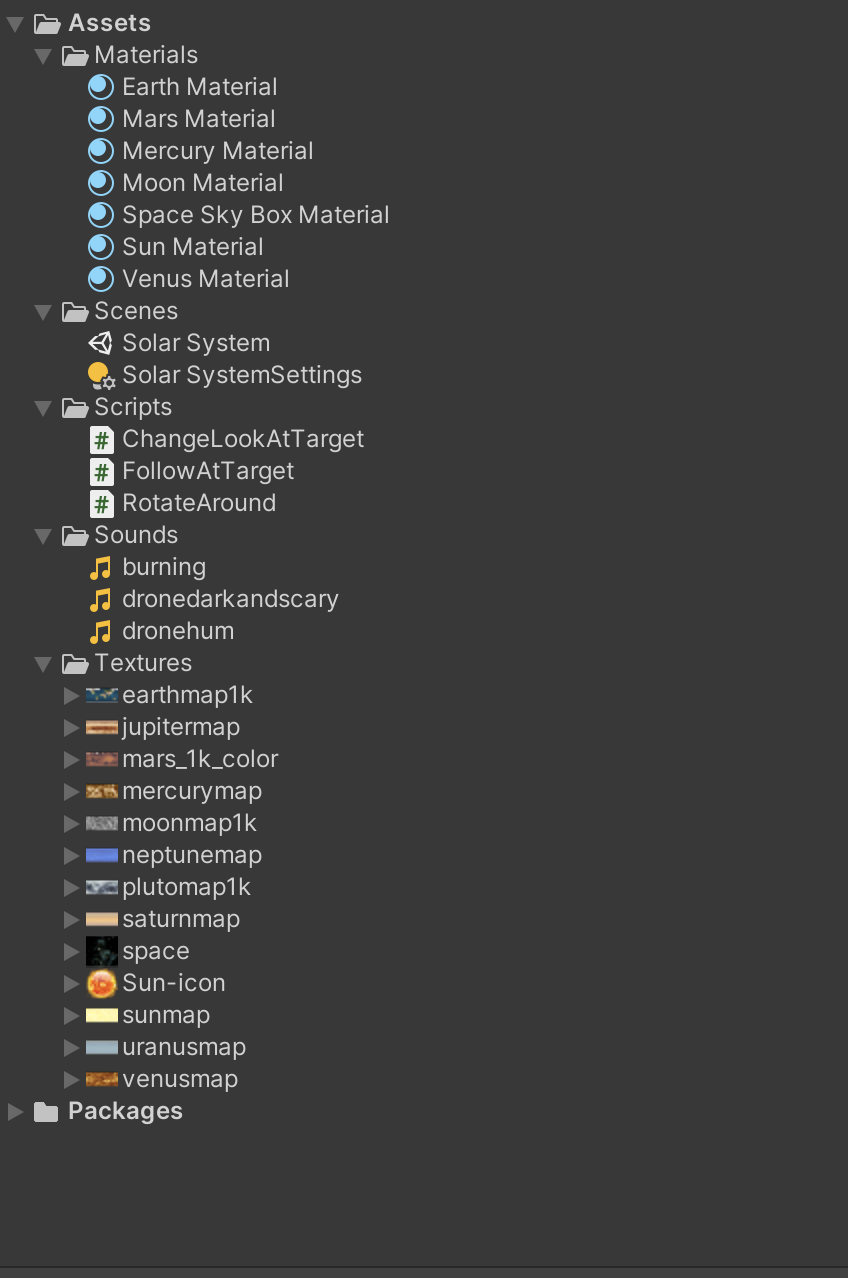 Assets
Materials
Earth Material
Mars Material
Mercury Material
Moon Material
Space Sky Box Material
Sun Material
Venus Material
Scenes
Solar System
Solar SystemSettings
Scripts
ChangeLookAtTarget
FollowAtTarget
RotateAround
Sounds
burning
dronedarkandscary
dronehum
Textures
earthmap1k
jupitermap
mars_1k_color
mercurymap
moonmap1k
neptunemap
plutomap1k
saturnmap
space
Sun-icon
sunmap
uranusmap
venusmap
Packages